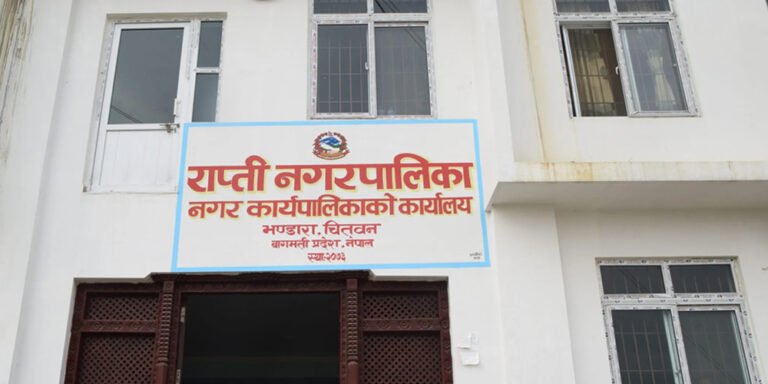 राप्ती नगरपालिका
नगर कार्यपालिकाको कार्यालय
भण्डारा, चितवन
बागमती प्रदेश, नेपाल
स्था:२०७३